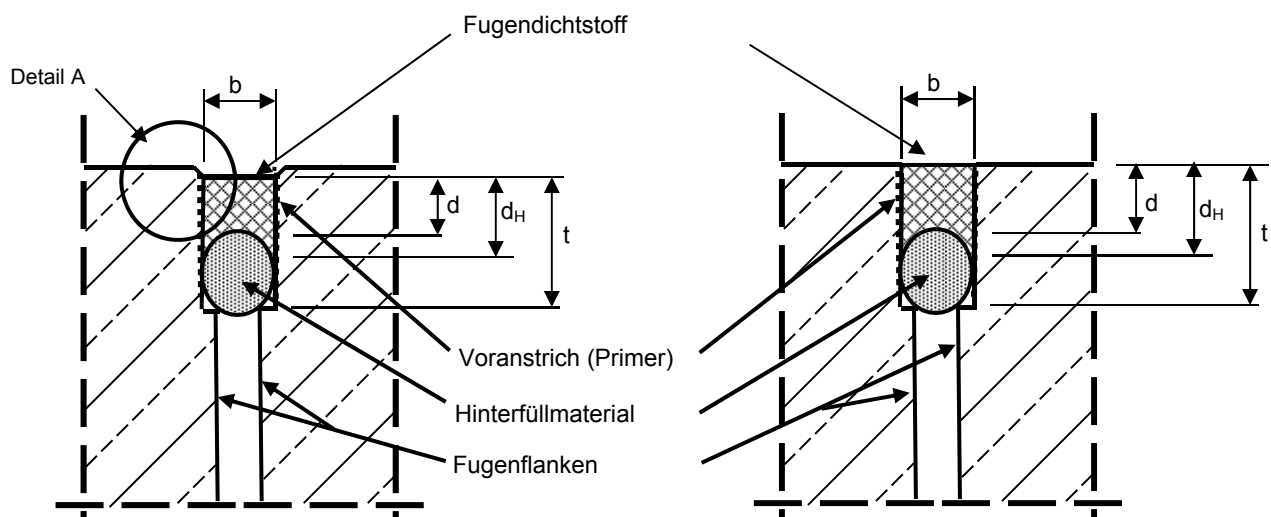 Fugendichtstoff
Detail A
b
b
d
d_H
t
d
d_H
t
Voranstrich (Primer)
Hinterfüllmaterial
Fugenflanken